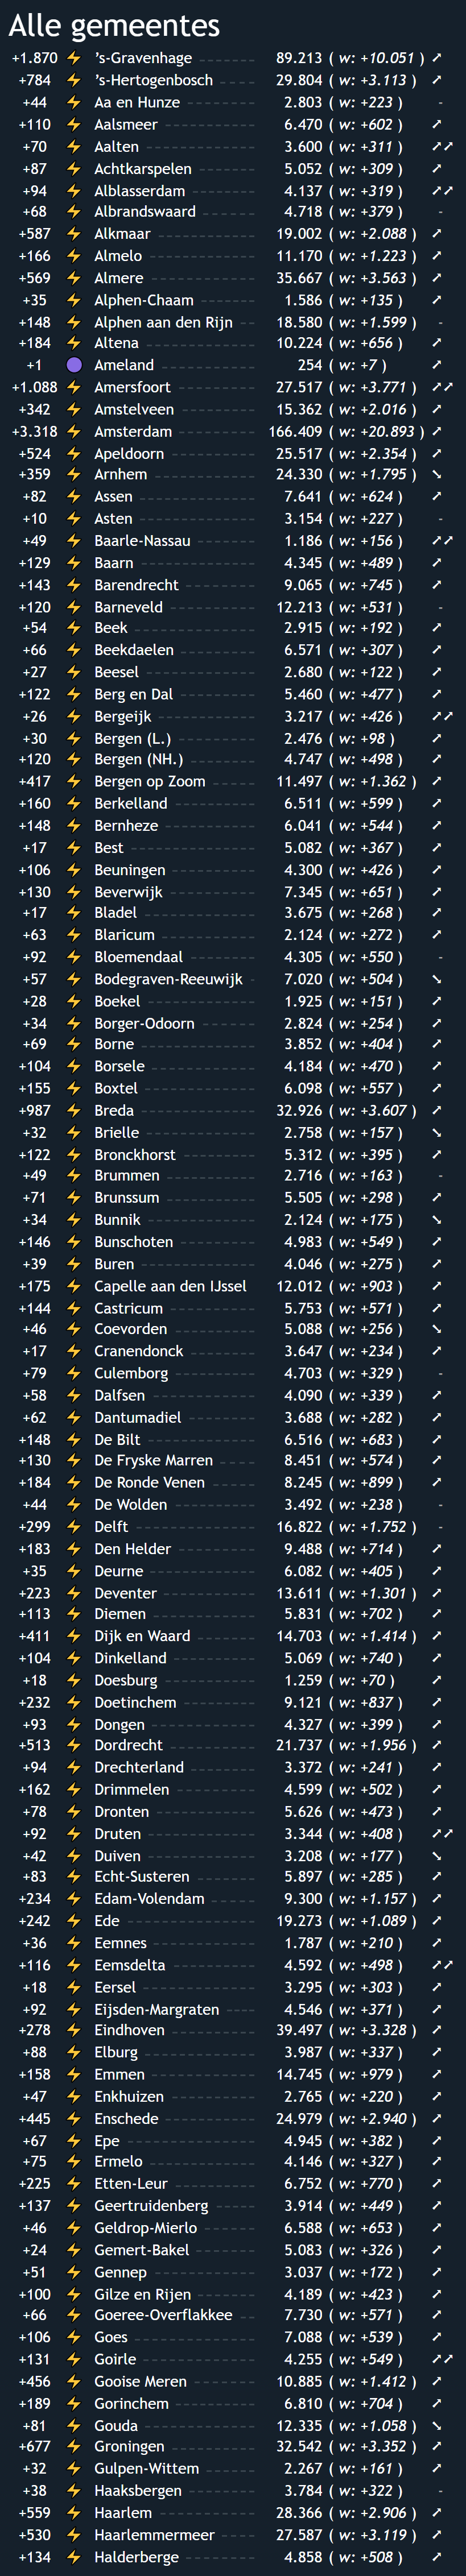 Alle gemeentes
+1.870 ⚡ ’s-Gravenhage 89.213 ( w: +10.051 ) ↗
+784 ⚡ ’s-Hertogenbosch 29.804 ( w: +3.113 ) ↗
+44 ⚡ Aa en Hunze 2.803 ( w: +223 ) -
+110 ⚡ Aalsmeer 6.470 ( w: +602 ) ↗
+70 ⚡ Aalten 3.600 ( w: +311 ) ↗↗
+87 ⚡ Achtkarspelen 5.052 ( w: +309 ) ↗
+94 ⚡ Alblasserdam 4.137 ( w: +319 ) ↗↗
+68 ⚡ Albrandswaard 4.718 ( w: +379 ) -
+587 ⚡ Alkmaar 19.002 ( w: +2.088 ) ↗
+166 ⚡ Almelo 11.170 ( w: +1.223 ) ↗
+569 ⚡ Almere 35.667 ( w: +3.563 ) ↗
+35 ⚡ Alphen-Chaam 1.586 ( w: +135 ) ↗
+148 ⚡ Alphen aan den Rijn 18.580 ( w: +1.599 ) -
+184 ⚡ Altena 10.224 ( w: +656 ) ↗
+1 Ameland 254 ( w: +7 ) ↗
+1.088 ⚡ Amersfoort 27.517 ( w: +3.771 ) ↗↗
+342 ⚡ Amstelveen 15.362 ( w: +2.016 ) ↗
+3.318 ⚡ Amsterdam 166.409 ( w: +20.893 ) ↗
+524 ⚡ Apeldoorn 25.517 ( w: +2.354 ) ↗
+359 ⚡ Arnhem 24.330 ( w: +1.795 ) ↘
+82 ⚡ Assen 7.641 ( w: +624 ) ↗
+10 ⚡ Asten 3.154 ( w: +227 ) -
+49 ⚡ Baarle-Nassau 1.186 ( w: +156 ) ↗↗
+129 ⚡ Baarn 4.345 ( w: +489 ) ↗
+143 ⚡ Barendrecht 9.065 ( w: +745 ) ↗
+120 ⚡ Barneveld 12.213 ( w: +531 ) -
+54 ⚡ Beek 2.915 ( w: +192 ) ↗
+66 ⚡ Beekdaelen 6.571 ( w: +307 ) ↗
+27 ⚡ Beesel 2.680 ( w: +122 ) ↗
+122 ⚡ Berg en Dal 5.460 ( w: +477 ) ↗
+26 ⚡ Bergeijk 3.217 ( w: +426 ) ↗↗
+30 ⚡ Bergen (L.) 2.476 ( w: +98 ) ↗
+120 ⚡ Bergen (NH.) 4.747 ( w: +498 ) ↗
+417 ⚡ Bergen op Zoom 11.497 ( w: +1.362 ) ↗
+160 ⚡ Berkelland 6.511 ( w: +599 ) ↗
+148 ⚡ Bernheze 6.041 ( w: +544 ) ↗
+17 ⚡ Best 5.082 ( w: +367 ) ↗
+106 ⚡ Beuningen 4.300 ( w: +426 ) ↗
+130 ⚡ Beverwijk 7.345 ( w: +651 ) ↗
+17 ⚡ Bladel 3.675 ( w: +268 ) ↗
+63 ⚡ Blaricum 2.124 ( w: +272 ) ↗
+92 ⚡ Bloemendaal 4.305 ( w: +550 ) -
+57 ⚡ Bodegraven-Reeuwijk 7.020 ( w: +504 ) ↘
+28 ⚡ Boekel 1.925 ( w: +151 ) ↗
+34 ⚡ Borger-Odoorn 2.824 ( w: +254 ) ↗
+69 ⚡ Borne 3.852 ( w: +404 ) ↗
+104 ⚡ Borsele 4.184 ( w: +470 ) ↗
+155 ⚡ Boxtel 6.098 ( w: +557 ) ↗
+987 ⚡ Breda 32.926 ( w: +3.607 ) ↗
+32 ⚡ Brielle 2.758 ( w: +157 ) ↘
+122 ⚡ Bronckhorst 5.312 ( w: +395 ) ↗
+49 ⚡ Brummen 2.716 ( w: +163 ) -
+71 ⚡ Brunssum 5.505 ( w: +298 ) ↗
+34 ⚡ Bunnik 2.124 ( w: +175 ) ↘
+146 ⚡ Bunschoten 4.983 ( w: +549 ) ↗
+39 ⚡ Buren 4.046 ( w: +275 ) ↗
+175 ⚡ Capelle aan den IJssel 12.012 ( w: +903 ) ↗
+144 ⚡ Castricum 5.753 ( w: +571 ) ↗
+46 ⚡ Coevorden 5.088 ( w: +256 ) ↘
+17 ⚡ Cranendonck 3.647 ( w: +234 ) ↗
+79 ⚡ Culemborg 4.703 ( w: +329 ) -
+58 ⚡ Dalfsen 4.090 ( w: +339 ) ↗
+62 ⚡ Dantumadiel 3.688 ( w: +282 ) ↗
+148 ⚡ De Bilt 6.516 ( w: +683 ) ↗
+130 ⚡ De Fryske Marren 8.451 ( w: +574 ) ↗
+184 ⚡ De Ronde Venen 8.245 ( w: +899 ) ↗
+44 ⚡ De Wolden 3.492 ( w: +238 ) -
+299 ⚡ Delft 16.822 ( w: +1.752 ) -
+183 ⚡ Den Helder 9.488 ( w: +714 ) ↗
+35 ⚡ Deurne 6.082 ( w: +405 ) ↗
+223 ⚡ Deventer 13.611 ( w: +1.301 ) ↗
+113 ⚡ Diemen 5.831 ( w: +702 ) ↗
+411 ⚡ Dijk en Waard 14.703 ( w: +1.414 ) ↗
+104 ⚡ Dinkelland 5.069 ( w: +740 ) ↗
+18 ⚡ Doesburg 1.259 ( w: +70 ) ↗
+232 ⚡ Doetinchem 9.121 ( w: +837 ) ↗
+93 ⚡ Dongen 4.327 ( w: +399 ) ↗
+513 ⚡ Dordrecht 21.737 ( w: +1.956 ) ↗
+94 ⚡ Drechterland 3.372 ( w: +241 ) ↗
+162 ⚡ Drimmelen 4.599 ( w: +502 ) ↗
+78 ⚡ Dronten 5.626 ( w: +473 ) ↗
+92 ⚡ Druten 3.344 ( w: +408 ) ↗↗
+42 ⚡ Duiven 3.208 ( w: +177 ) ↘
+83 ⚡ Echt-Susteren 5.897 ( w: +285 ) ↗
+234 ⚡ Edam-Volendam 9.300 ( w: +1.157 ) ↗
+242 ⚡ Ede 19.273 ( w: +1.089 ) ↗
+36 ⚡ Eemnes 1.787 ( w: +210 ) ↗
+116 ⚡ Eemsdelta 4.592 ( w: +498 ) ↗↗
+18 ⚡ Eersel 3.295 ( w: +303 ) ↗
+92 ⚡ Eijsden-Margraten 4.546 ( w: +371 ) ↗
+278 ⚡ Eindhoven 39.497 ( w: +3.328 ) ↗
+88 ⚡ Elburg 3.987 ( w: +337 ) ↗
+158 ⚡ Emmen 14.745 ( w: +979 ) ↗
+47 ⚡ Enkhuizen 2.765 ( w: +220 ) ↗
+445 ⚡ Enschede 24.979 ( w: +2.940 ) ↗
+67 ⚡ Epe 4.945 ( w: +382 ) ↗
+75 ⚡ Ermelo 4.146 ( w: +327 ) ↗
+225 ⚡ Etten-Leur 6.752 ( w: +770 ) ↗
+137 ⚡ Geertruidenberg 3.914 ( w: +449 ) ↗
+46 ⚡ Geldrop-Mierlo 6.588 ( w: +653 ) ↗
+24 ⚡ Gemert-Bakel 5.083 ( w: +326 ) ↗
+51 ⚡ Gennep 3.037 ( w: +172 ) ↗
+100 ⚡ Gilze en Rijen 4.189 ( w: +423 ) ↗
+66 ⚡ Goeree-Overflakkee 7.730 ( w: +571 ) ↗
+106 ⚡ Goes 7.088 ( w: +539 ) ↗
+131 ⚡ Goirle 4.255 ( w: +549 ) ↗↗
+456 ⚡ Gooise Meren 10.885 ( w: +1.412 ) ↗
+189 ⚡ Gorinchem 6.810 ( w: +704 ) ↗
+81 ⚡ Gouda 12.335 ( w: +1.058 ) ↘
+677 ⚡ Groningen 32.542 ( w: +3.352 ) ↗
+32 ⚡ Gulpen-Wittem 2.267 ( w: +161 ) ↗
+38 ⚡ Haaksbergen 3.784 ( w: +322 ) -
+559 ⚡ Haarlem 28.366 ( w: +2.906 ) ↗
+530 ⚡ Haarlemmermeer 27.587 ( w: +3.119 ) ↗
+134 ⚡ Halderberge 4.858 ( w: +508 ) ↗